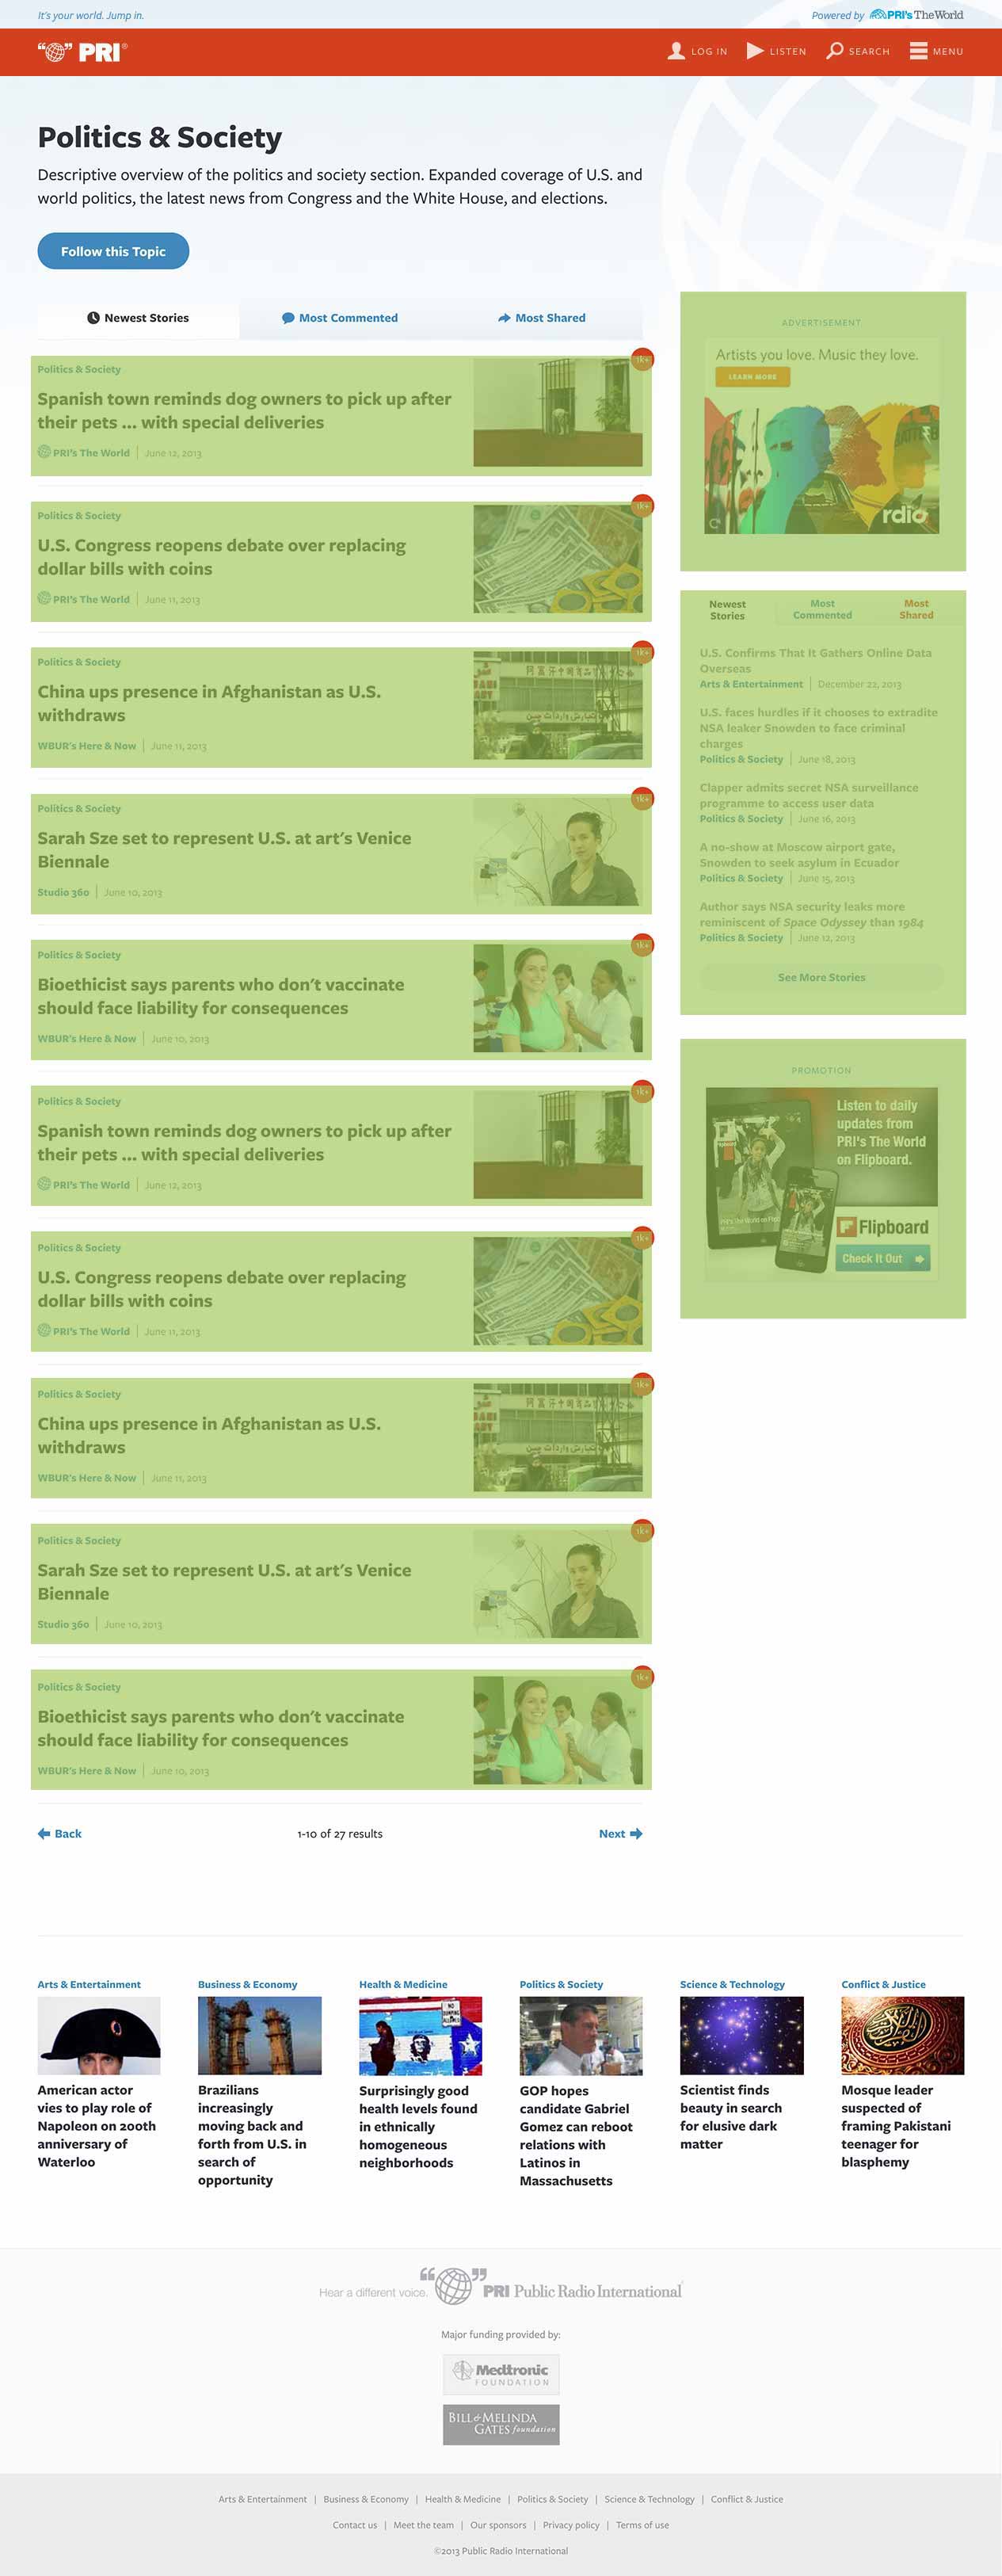 It's your world. Jump in.
Powered by PRI's The World
PRI®
LOG IN
LISTEN
SEARCH
MENU
Politics & Society
Descriptive overview of the politics and society section. Expanded coverage of U.S. and
world politics, the latest news from Congress and the White House, and elections.
Follow this Topic
Newest Stories
Most Commented
Most Shared
Politics & Society
1k+
Spanish town reminds dog owners to pick up after
their pets ... with special deliveries
PRI's The World | June 12, 2013
Politics & Society
1k+
U.S. Congress reopens debate over replacing
dollar bills with coins
PRI's The World | June 11, 2013
Politics & Society
1k+
China ups presence in Afghanistan as U.S.
withdraws
WBUR's Here & Now | June 11, 2013
Politics & Society
1k+
Sarah Sze set to represent U.S. at art's Venice
Biennale
Studio 360 | June 10, 2013
Politics & Society
1k+
Bioethicist says parents who don't vaccinate
should face liability for consequences
WBUR's Here & Now | June 10, 2013
Politics & Society
1k+
Spanish town reminds dog owners to pick up after
their pets ... with special deliveries
PRI's The World | June 12, 2013
Politics & Society
1k+
U.S. Congress reopens debate over replacing
dollar bills with coins
PRI's The World | June 11, 2013
Politics & Society
1k+
China ups presence in Afghanistan as U.S.
withdraws
WBUR's Here & Now | June 11, 2013
Politics & Society
1k+
Sarah Sze set to represent U.S. at art's Venice
Biennale
Studio 360 | June 10, 2013
Politics & Society
1k+
Bioethicist says parents who don't vaccinate
should face liability for consequences
WBUR's Here & Now | June 10, 2013
Back
1-10 of 27 results
Next
ADVERTISEMENT
Artists you love. Music they love.
LEARN MORE
rdio
Newest
Stories
Most
Commented
Most
Shared
U.S. Confirms That It Gathers Online Data
Overseas
Arts & Entertainment | December 22, 2013
U.S. faces hurdles if it chooses to extradite
NSA leaker Snowden to face criminal
charges
Politics & Society | June 18, 2013
Clapper admits secret NSA surveillance
programme to access user data
Politics & Society | June 16, 2013
A no-show at Moscow airport gate,
Snowden to seek asylum in Ecuador
Politics & Society | June 15, 2013
Author says NSA security leaks more
reminiscent of Space Odyssey than 1984
Politics & Society | June 12, 2013
See More Stories
PROMOTION
Listen to daily
updates from
PRI's The World
on Flipboard.
Flipboard
Check It Out
Arts & Entertainment
American actor
vies to play role of
Napoleon on 200th
anniversary of
Waterloo
Business & Economy
Brazilians
increasingly
moving back and
forth from U.S. in
search of
opportunity
Health & Medicine
NO
DUMPING
ALLOWED
Surprisingly good
health levels found
in ethnically
homogeneous
neighborhoods
Politics & Society
GOP hopes
candidate Gabriel
Gomez can reboot
relations with
Latinos in
Massachusetts
Science & Technology
Scientist finds
beauty in search
for elusive dark
matter
Conflict & Justice
Mosque leader
suspected of
framing Pakistani
teenager for
blasphemy
Hear a different voice. PRI Public Radio International
Major funding provided by:
Medtronic
FOUNDATION
BILL & MELINDA
GATES foundation
Arts & Entertainment | Business & Economy | Health & Medicine | Politics & Society | Science & Technology | Conflict & Justice
Contact us | Meet the team | Our sponsors | Privacy policy | Terms of use
©2013 Public Radio International